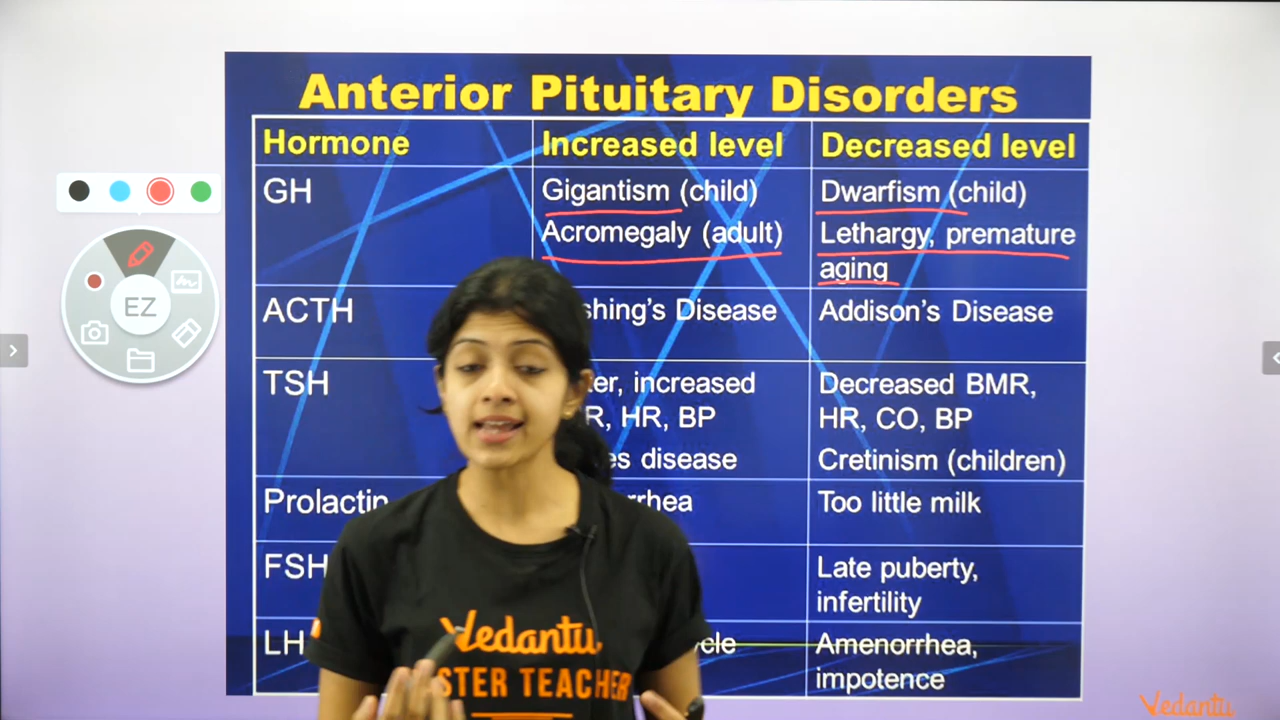 Anterior Pituitary Disorders
Hormone Increased level Decreased level
GH Gigantism (child) Dwarfism (child)
Acromegaly (adult) Lethargy, premature
aging
ACTH shing's Disease Addison's Disease
TSH er, increased Decreased BMR,
R, HR, BP HR, CO, BP
es disease Cretinism (children)
Prolactin rrhea Too little milk
FSH Late puberty,
infertility
LH cle Amenorrhea,
impotence
EZ
Vedantu
STER TEACHER
Vedantu